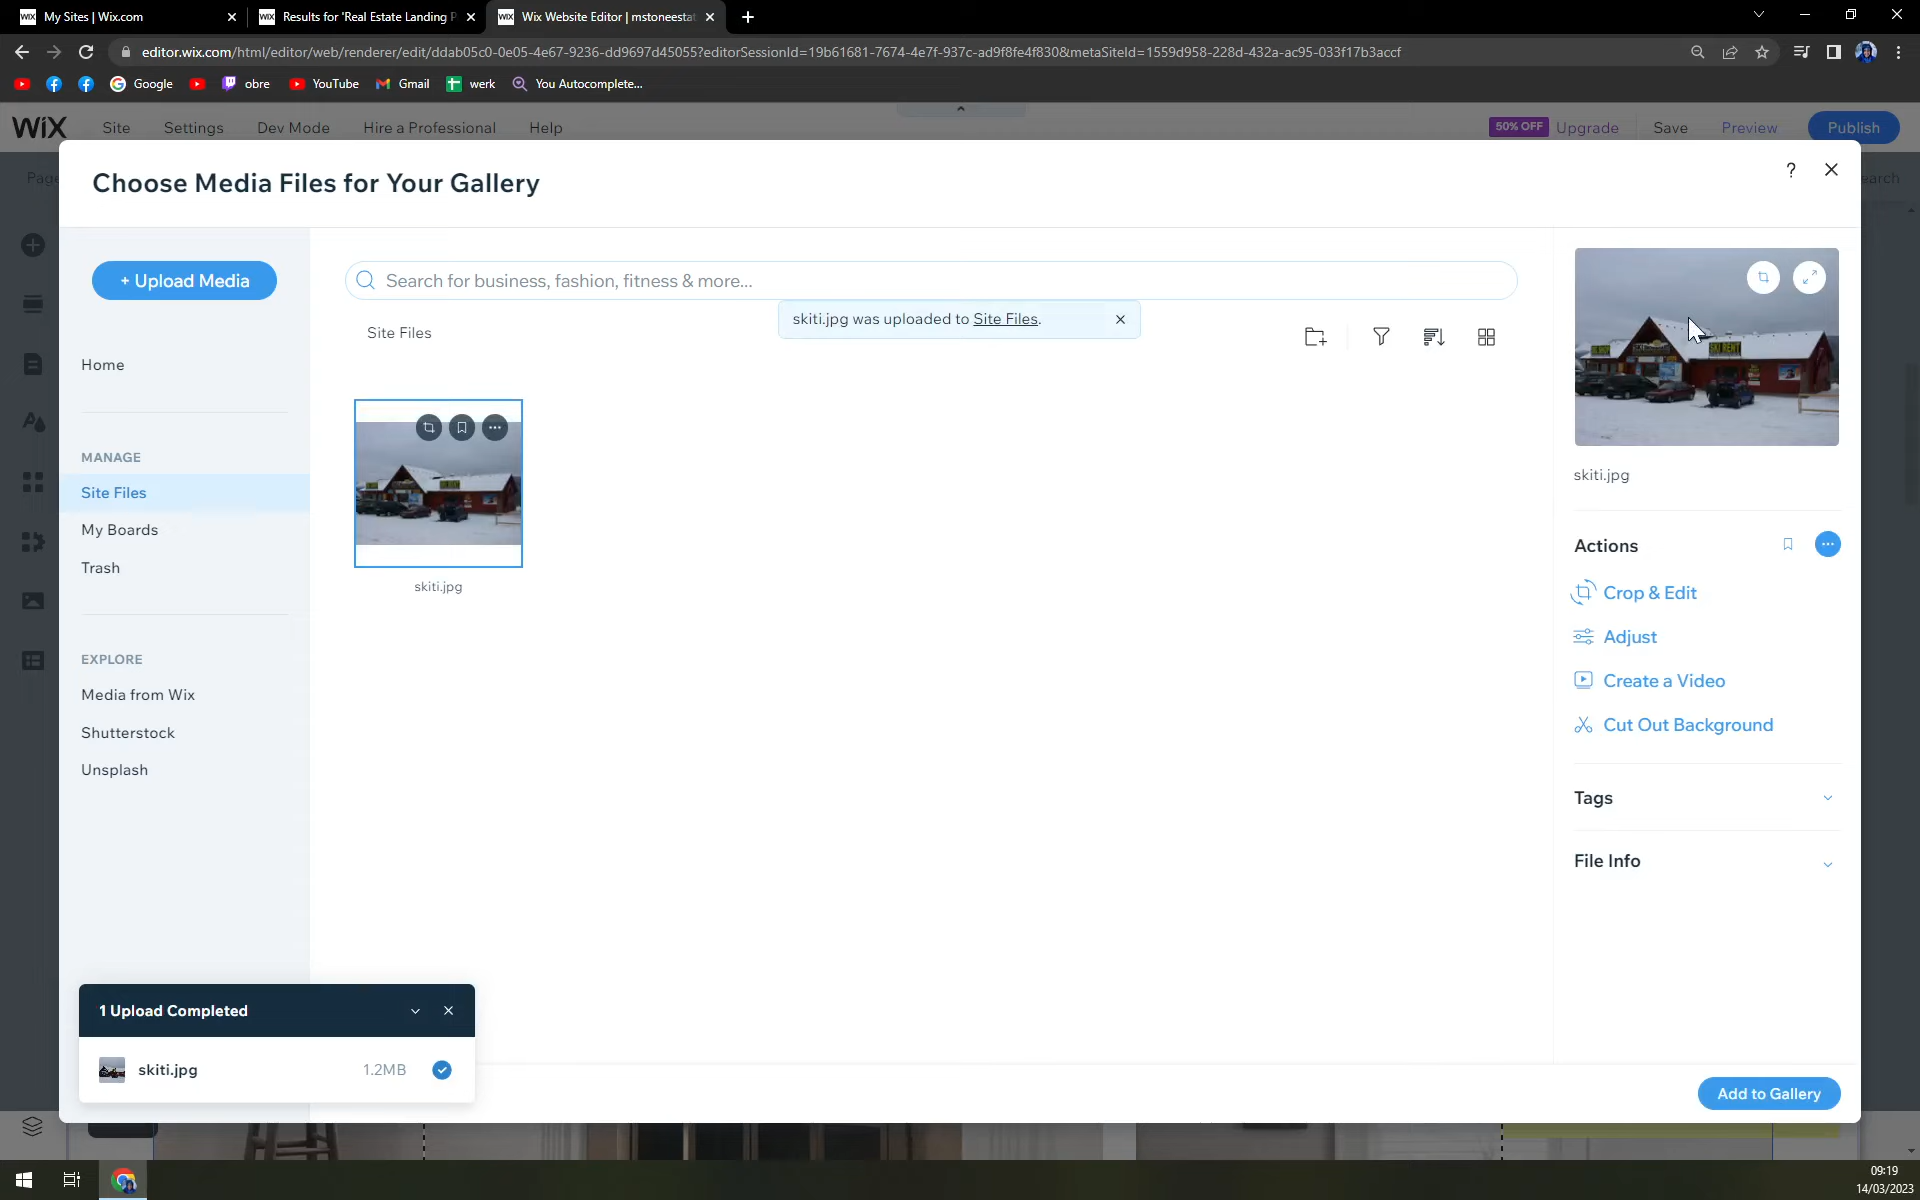 My Sites | Wix.com
Results for 'Real Estate Landing P
Wix Website Editor | mstoneestat
editor.wix.com/html/editor/web/renderer/edit/ddab05c0-0e05-4e67-9236-dd9697d45055?editorSessionId=19b61681-7674-4e7f-937c-ad9f8fe4f830&metaSiteId=1559d958-228d-432a-ac95-033f17b3accf
Google
obre
YouTube
Gmail
werk
You Autocomplete...
WiX
Site
Settings
Dev Mode
Hire a Professional
Help
50% OFF
Upgrade
Save
Preview
Publish
Page
earch
Choose Media Files for Your Gallery
?
+ Upload Media
Search for business, fashion, fitness & more...
skiti.jpg was uploaded to Site Files.
Site Files
Home
MANAGE
Site Files
My Boards
Trash
EXPLORE
Media from Wix
Shutterstock
Unsplash
skiti.jpg
SKI RENT
skiti.jpg
Actions
Crop & Edit
Adjust
Create a Video
Cut Out Background
Tags
File Info
1 Upload Completed
skiti.jpg
1.2MB
Add to Gallery
09:19
14/03/2023